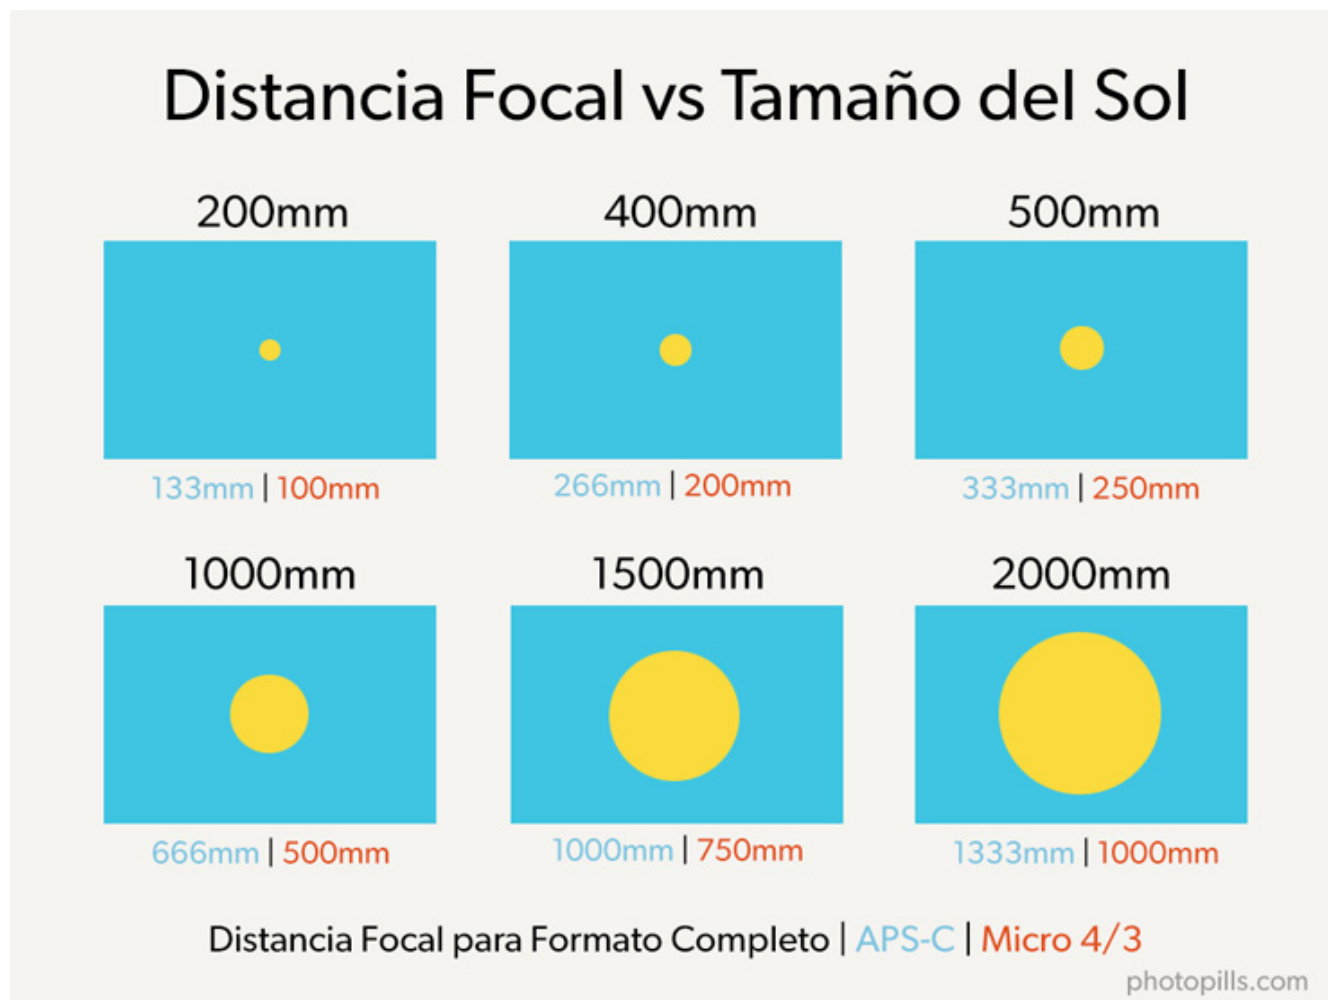 Distancia Focal vs Tamaño del Sol
200mm 400mm 500mm
133mm | 100mm 266mm | 200mm 333mm | 250mm
1000mm 1500mm 2000mm
666mm | 500mm 1000mm | 750mm 1333mm | 1000mm
Distancia Focal para Formato Completo | APS-C | Micro 4/3
photopills.com